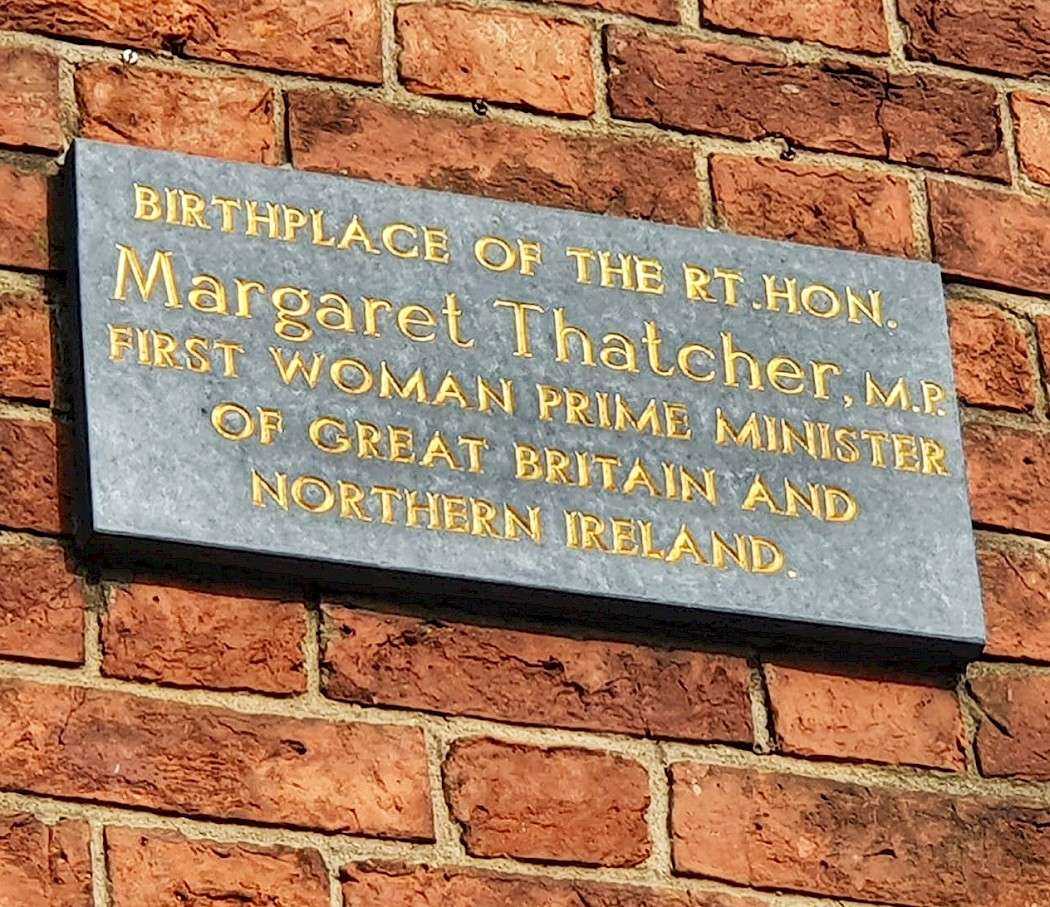 BIRTHPLACE OF THE RT.HON.
Margaret Thatcher, M.P.
FIRST WOMAN PRIME MINISTER
OF GREAT BRITAIN AND
NORTHERN IRELAND.